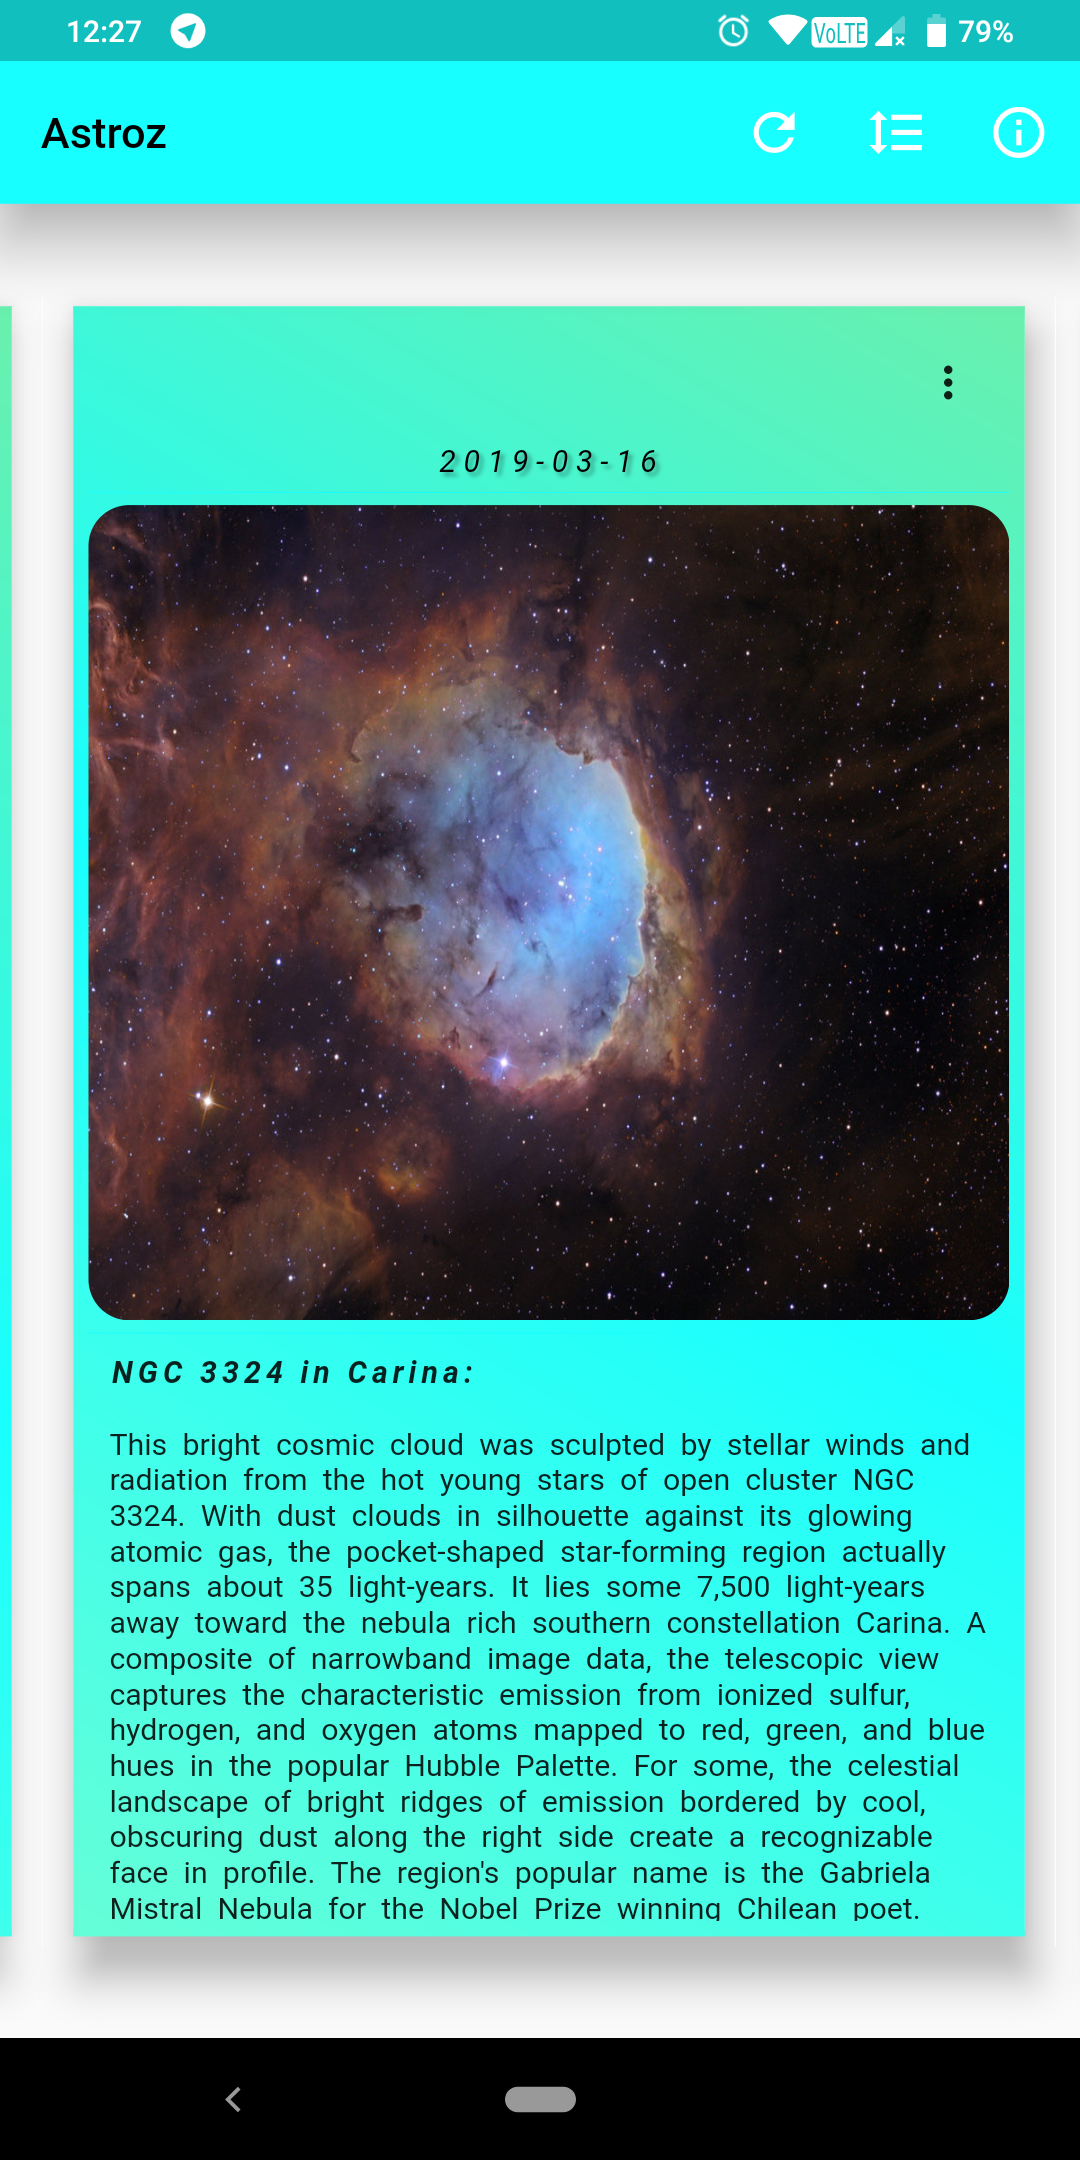 12:27
VoLTE
79%
Astroz
2019-03-16
NGC 3324 in Carina:
This bright cosmic cloud was sculpted by stellar winds and
radiation from the hot young stars of open cluster NGC
3324. With dust clouds in silhouette against its glowing
atomic gas, the pocket-shaped star-forming region actually
spans about 35 light-years. It lies some 7,500 light-years
away toward the nebula rich southern constellation Carina. A
composite of narrowband image data, the telescopic view
captures the characteristic emission from ionized sulfur,
hydrogen, and oxygen atoms mapped to red, green, and blue
hues in the popular Hubble Palette. For some, the celestial
landscape of bright ridges of emission bordered by cool,
obscuring dust along the right side create a recognizable
face in profile. The region's popular name is the Gabriela
Mistral Nebula for the Nobel Prize winning Chilean poet.